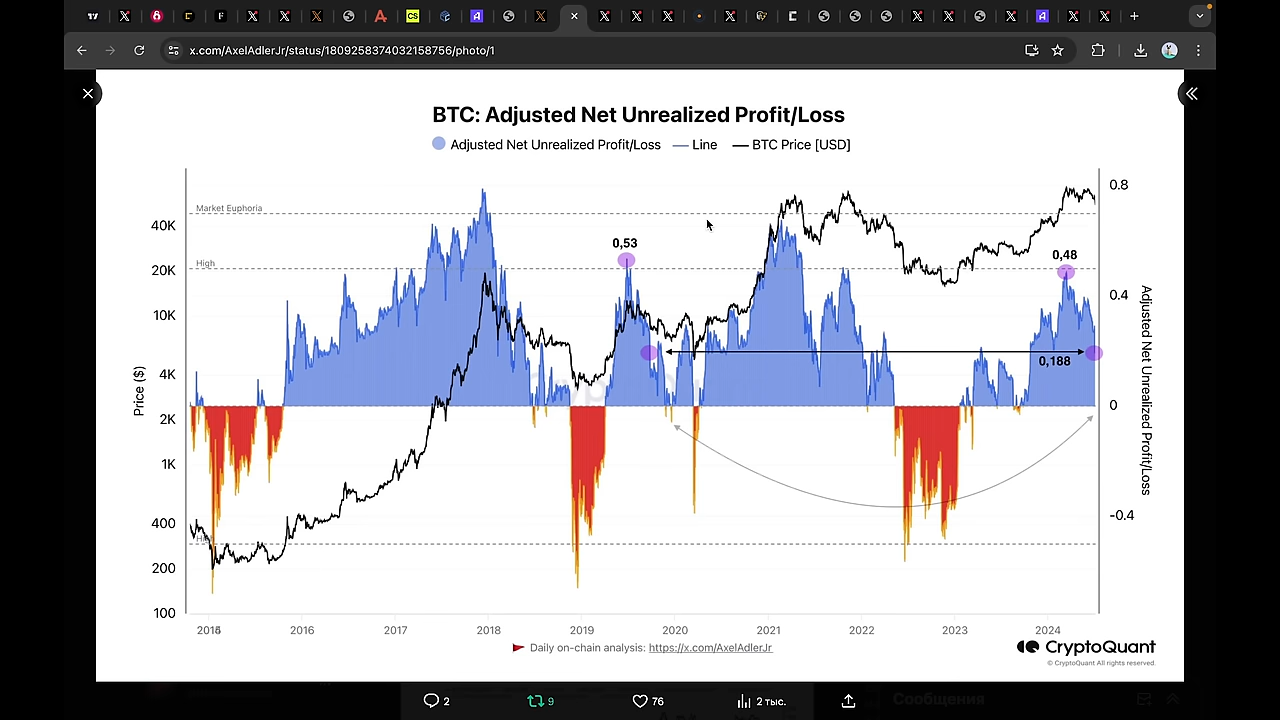 x.com/AxelAdlerJr/status/1809258374032158756/photo/1
BTC: Adjusted Net Unrealized Profit/Loss
Adjusted Net Unrealized Profit/Loss Line BTC Price [USD]
Market Euphoria
High
0,53
0,48
0,188
High
Price ($)
40K
20K
10K
4K
2K
1K
400
200
100
0.8
0.4
0
-0.4
Adjusted Net Unrealized Profit/Loss
2016 2017 2018 2019 2020 2021 2022 2023 2024
Daily on-chain analysis: https://x.com/AxelAdlerJr
CryptoQuant
© CryptoQuant All rights reserved.
2 9 76 2 тыс.
Сообщения